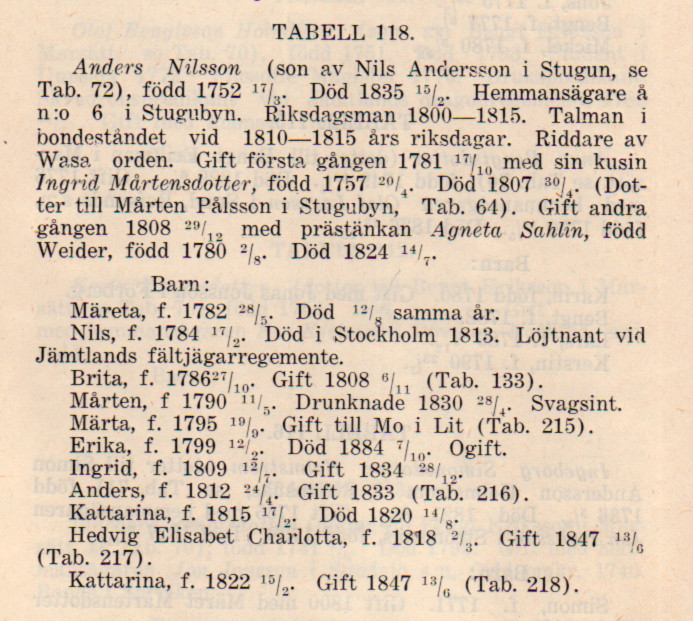 TABELL 118.
Anders Nilsson (son av Nils Andersson i Stugun, se
Tab. 72), född 1752 17/3. Död 1835 15/2. Hemmansägare å
n:o 6 i Stugubyn. Riksdagsman 1800—1815. Talman i
bondeståndet vid 1810—1815 års riksdagar. Riddare av
Wasa orden. Gift första gången 1781 17/10 med sin kusin
Ingrid Mårtensdotter, född 1757 20/1. Död 1807 30/4. (Dot-
ter till Mårten Pålsson i Stugubyn, Tab. 64). Gift andra
gången 1808 29/12 med prästänkan Agneta Sahlin, född
Weider, född 1780 2/8. Död 1824 14/7.
Barn:
Märeta, f. 1782 28/5. Död 12/8 samma år.
Nils, f. 1784 17/2. Död i Stockholm 1813. Löjtnant vid
Jämtlands fältjägarregemente.
Brita, f. 178627/10. Gift 1808 6/11 (Tab. 133).
Mårten, f 1790 11/5. Drunknade 1830 28/4. Svagsint.
Märta, f. 1795 19/9. Gift till Mo i Lit (Tab. 215).
Erika, f. 1799 12/2. Död 1884 7/10. Ogift.
Ingrid, f. 1809 12/7. Gift 1834 28/12.
Anders, f. 1812 24/4. Gift 1833 (Tab. 216).
Kattarina, f. 1815 17/2. Död 1820 14/8.
Hedvig Elisabet Charlotta, f. 1818 2/3. Gift 1847 13/6
(Tab. 217).
Kattarina, f. 1822 15/2. Gift 1847 13/6 (Tab. 218).